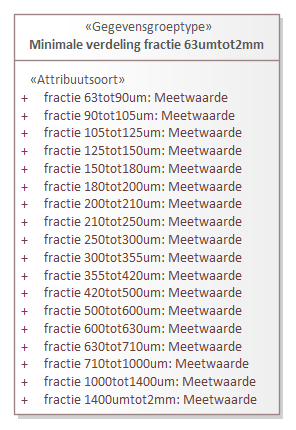 «Gegevensgroeptype»
Minimale verdeling fractie 63umtot2mm
«Attribuutsoort»
+ fractie 63tot90um: Meetwaarde
+ fractie 90tot105um: Meetwaarde
+ fractie 105tot125um: Meetwaarde
+ fractie 125tot150um: Meetwaarde
+ fractie 150tot180um: Meetwaarde
+ fractie 180tot200um: Meetwaarde
+ fractie 200tot210um: Meetwaarde
+ fractie 210tot250um: Meetwaarde
+ fractie 250tot300um: Meetwaarde
+ fractie 300tot355um: Meetwaarde
+ fractie 355tot420um: Meetwaarde
+ fractie 420tot500um: Meetwaarde
+ fractie 500tot600um: Meetwaarde
+ fractie 600tot630um: Meetwaarde
+ fractie 630tot710um: Meetwaarde
+ fractie 710tot1000um: Meetwaarde
+ fractie 1000tot1400um: Meetwaarde
+ fractie 1400umtot2mm: Meetwaarde